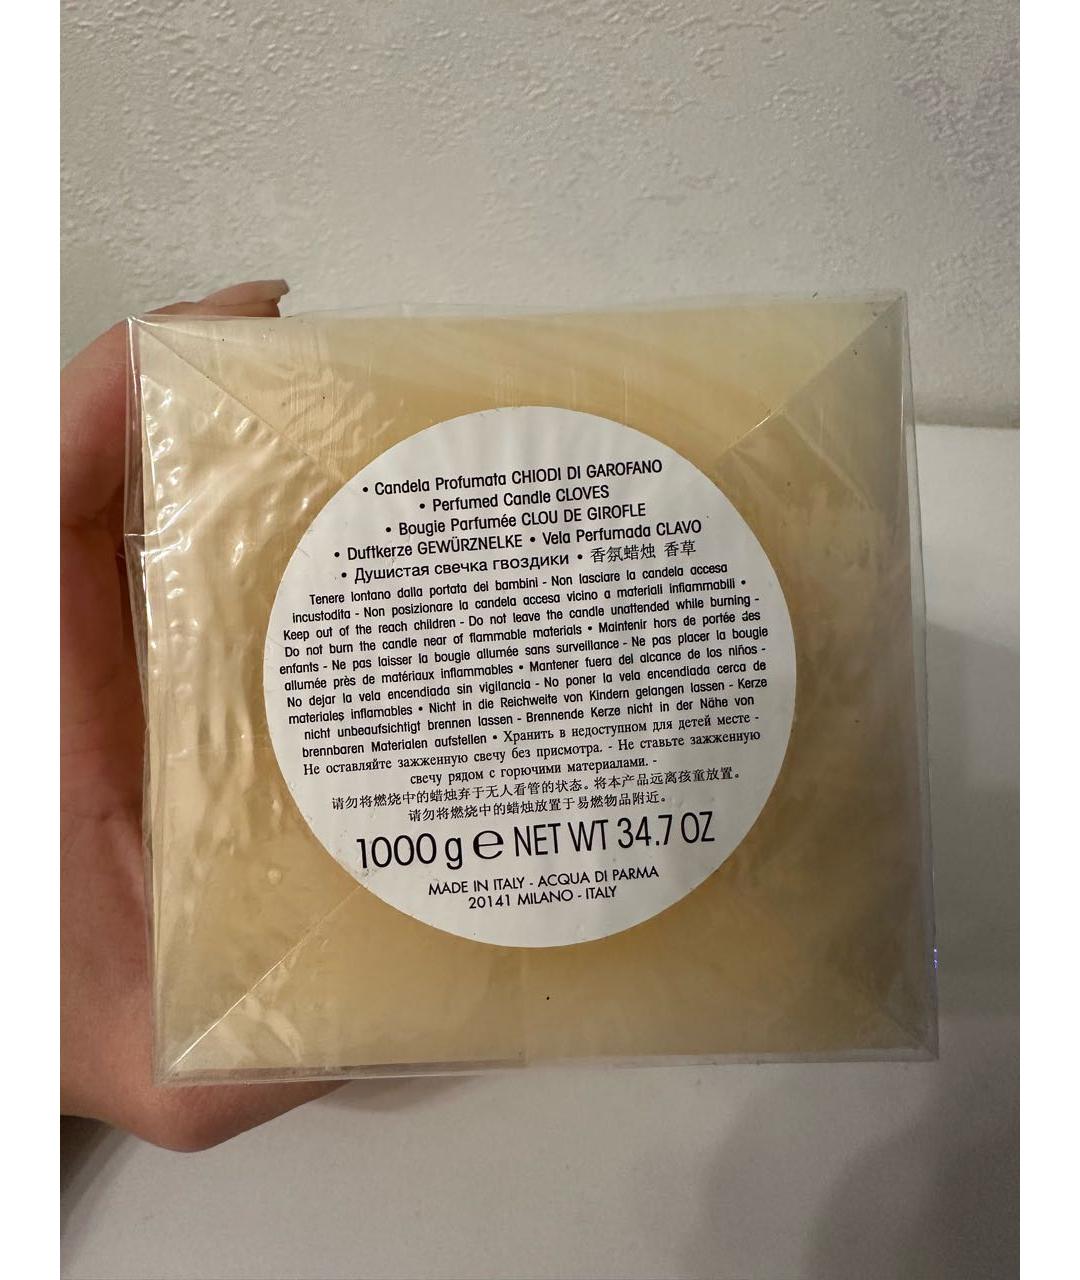 • Candela Profumata CHIODI DI GAROFANO
• Perfumed Candle CLOVES
• Bougie Parfumée CLOU DE GIROFLE
• Duftkerze GEWÜRZNELKE • Vela Perfumada CLAVO
• Душистая свечка гвоздики • 香氛蜡烛 香草
Tenere lontano dalla portata dei bambini - Non lasciare la candela accesa
incustodita - Non posizionare la candela accesa vicino a materiali infiammabili •
Keep out of the reach children - Do not leave the candle unattended while burning -
Do not burn the candle near of flammable materials • Maintenir hors de portée des
enfants - Ne pas laisser la bougie allumée sans surveillance - Ne pas placer la bougie
allumée près de matériaux inflammables • Mantener fuera del alcance de los niños -
No dejar la vela encendida sin vigilancia - No poner la vela encendida cerca de
materiales inflamables • Nicht in die Reichweite von Kindern gelangen lassen - Kerze
nicht unbeaufsichtigt brennen lassen - Brennende Kerze nicht in der Nähe von
brennbaren Materialen aufstellen • Хранить в недоступном для детей месте -
Не оставляйте зажженную свечу без присмотра. - Не ставьте зажженную
свечу рядом с горючими материалами. -
请勿将燃烧中的蜡烛弃于无人看管的状态。将本产品远离孩童放置。
请勿将燃烧中的蜡烛放置于易燃物品附近。
1000 g ℮ NET WT 34.7 OZ
MADE IN ITALY - ACQUA DI PARMA
20141 MILANO - ITALY